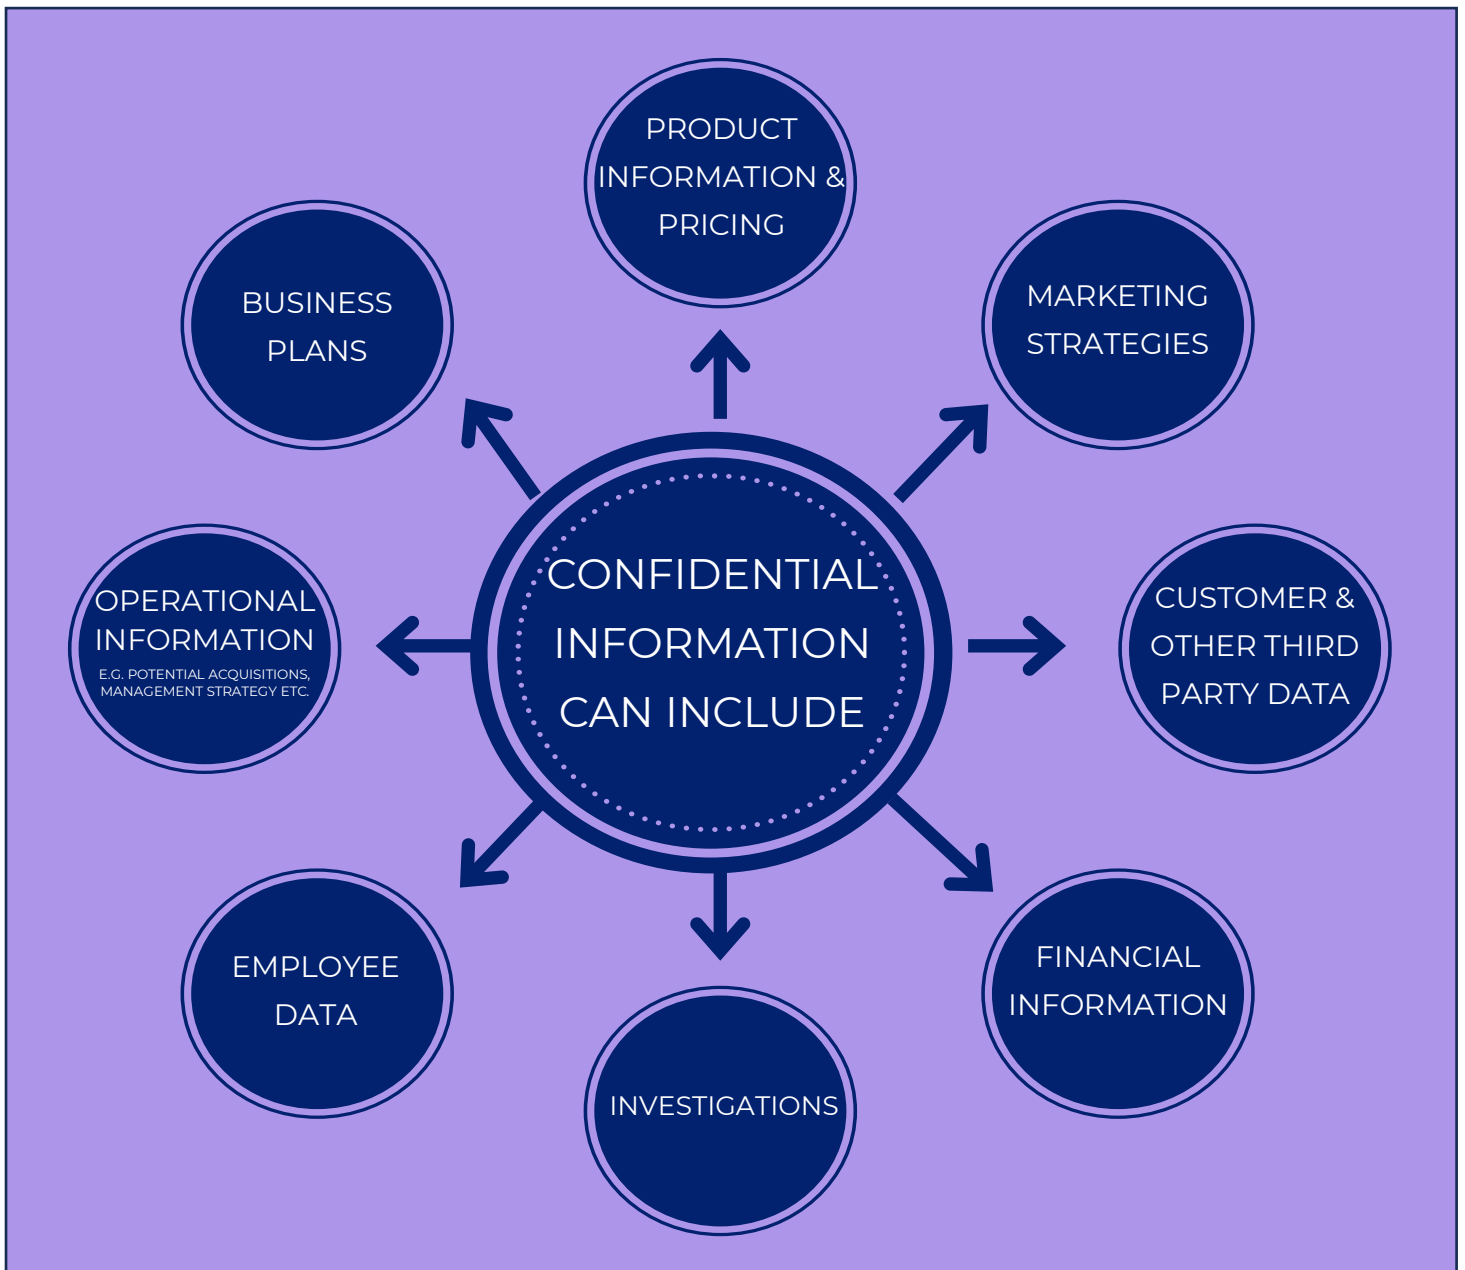 PRODUCT
INFORMATION &
PRICING
MARKETING
STRATEGIES
CUSTOMER &
OTHER THIRD
PARTY DATA
FINANCIAL
INFORMATION
INVESTIGATIONS
EMPLOYEE
DATA
OPERATIONAL
INFORMATION
E.G. POTENTIAL ACQUISITIONS,
MANAGEMENT STRATEGY ETC.
BUSINESS
PLANS
CONFIDENTIAL
INFORMATION
CAN INCLUDE